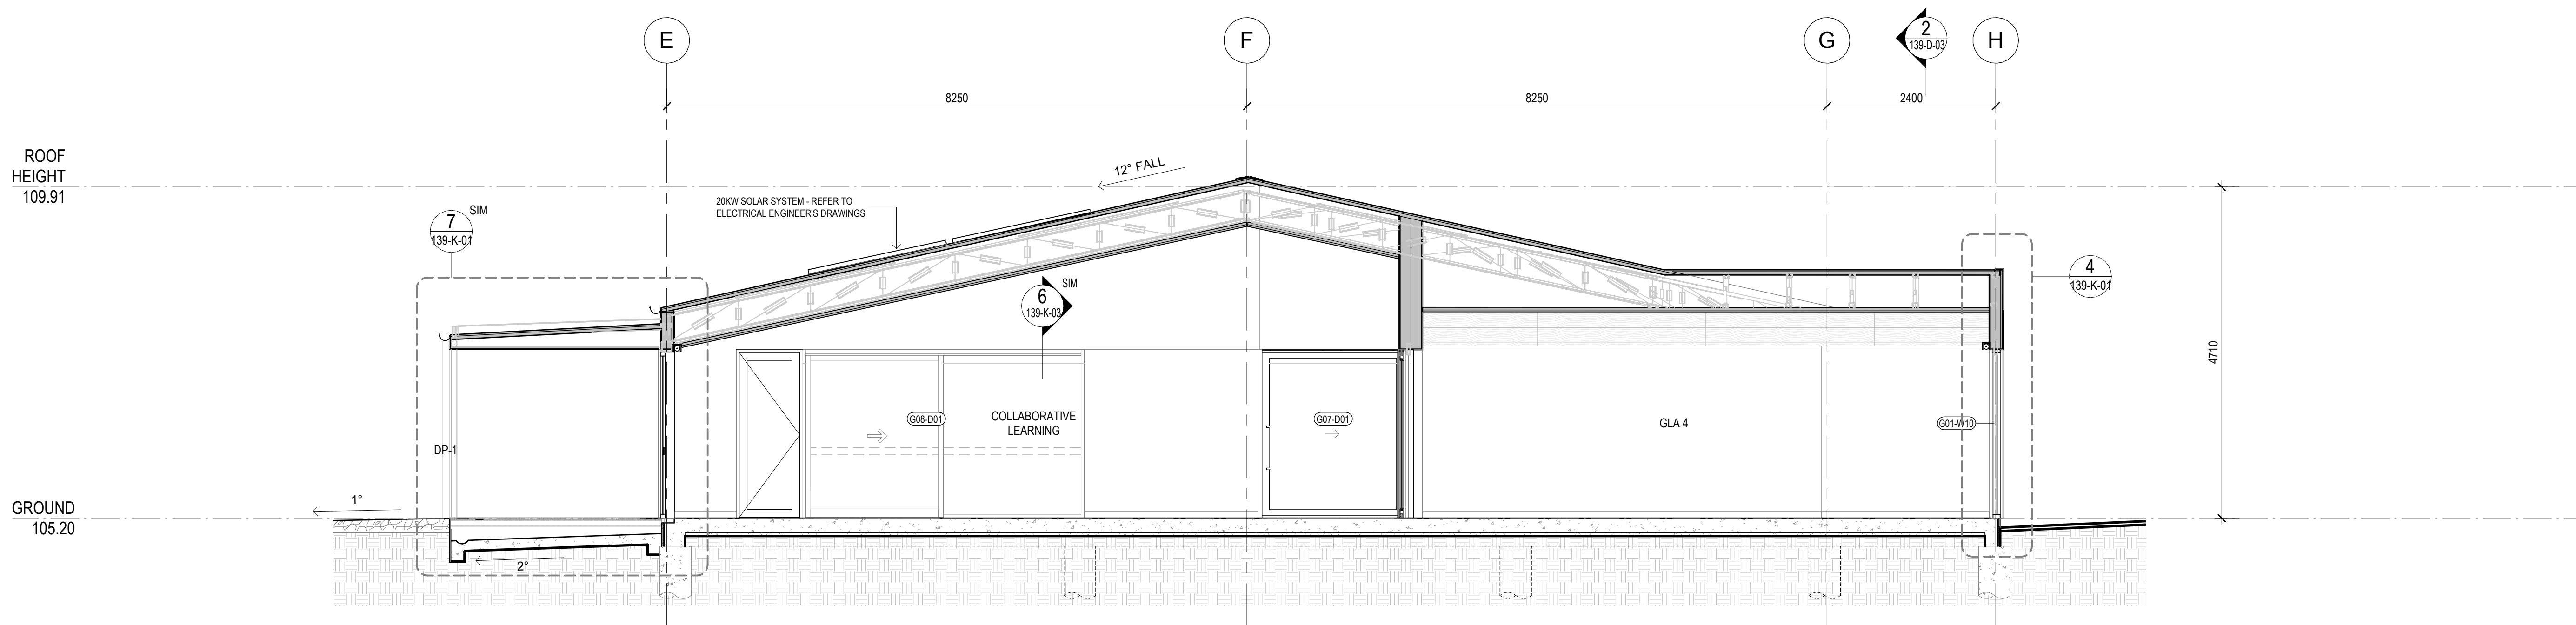 E
F
G
2
139-D-03
H
8250
8250
2400
ROOF
HEIGHT
109.91
12° FALL
20KW SOLAR SYSTEM - REFER TO
ELECTRICAL ENGINEER'S DRAWINGS
7
SIM
139-K-01
6
SIM
139-K-03
4
139-K-01
4710
COLLABORATIVE
LEARNING
G08-D01
G07-D01
GLA 4
G01-W10
DP-1
GROUND
105.20
1°
2°